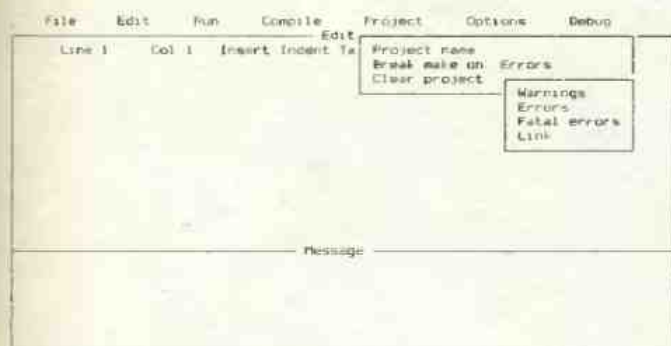 File Edit Run Compile Project Options Debug
Edit
Line 1 Col 1 Insert Indent Ta
Project name
Break make on Errors
Clear project
Warnings
Errors
Fatal errors
Link
Message